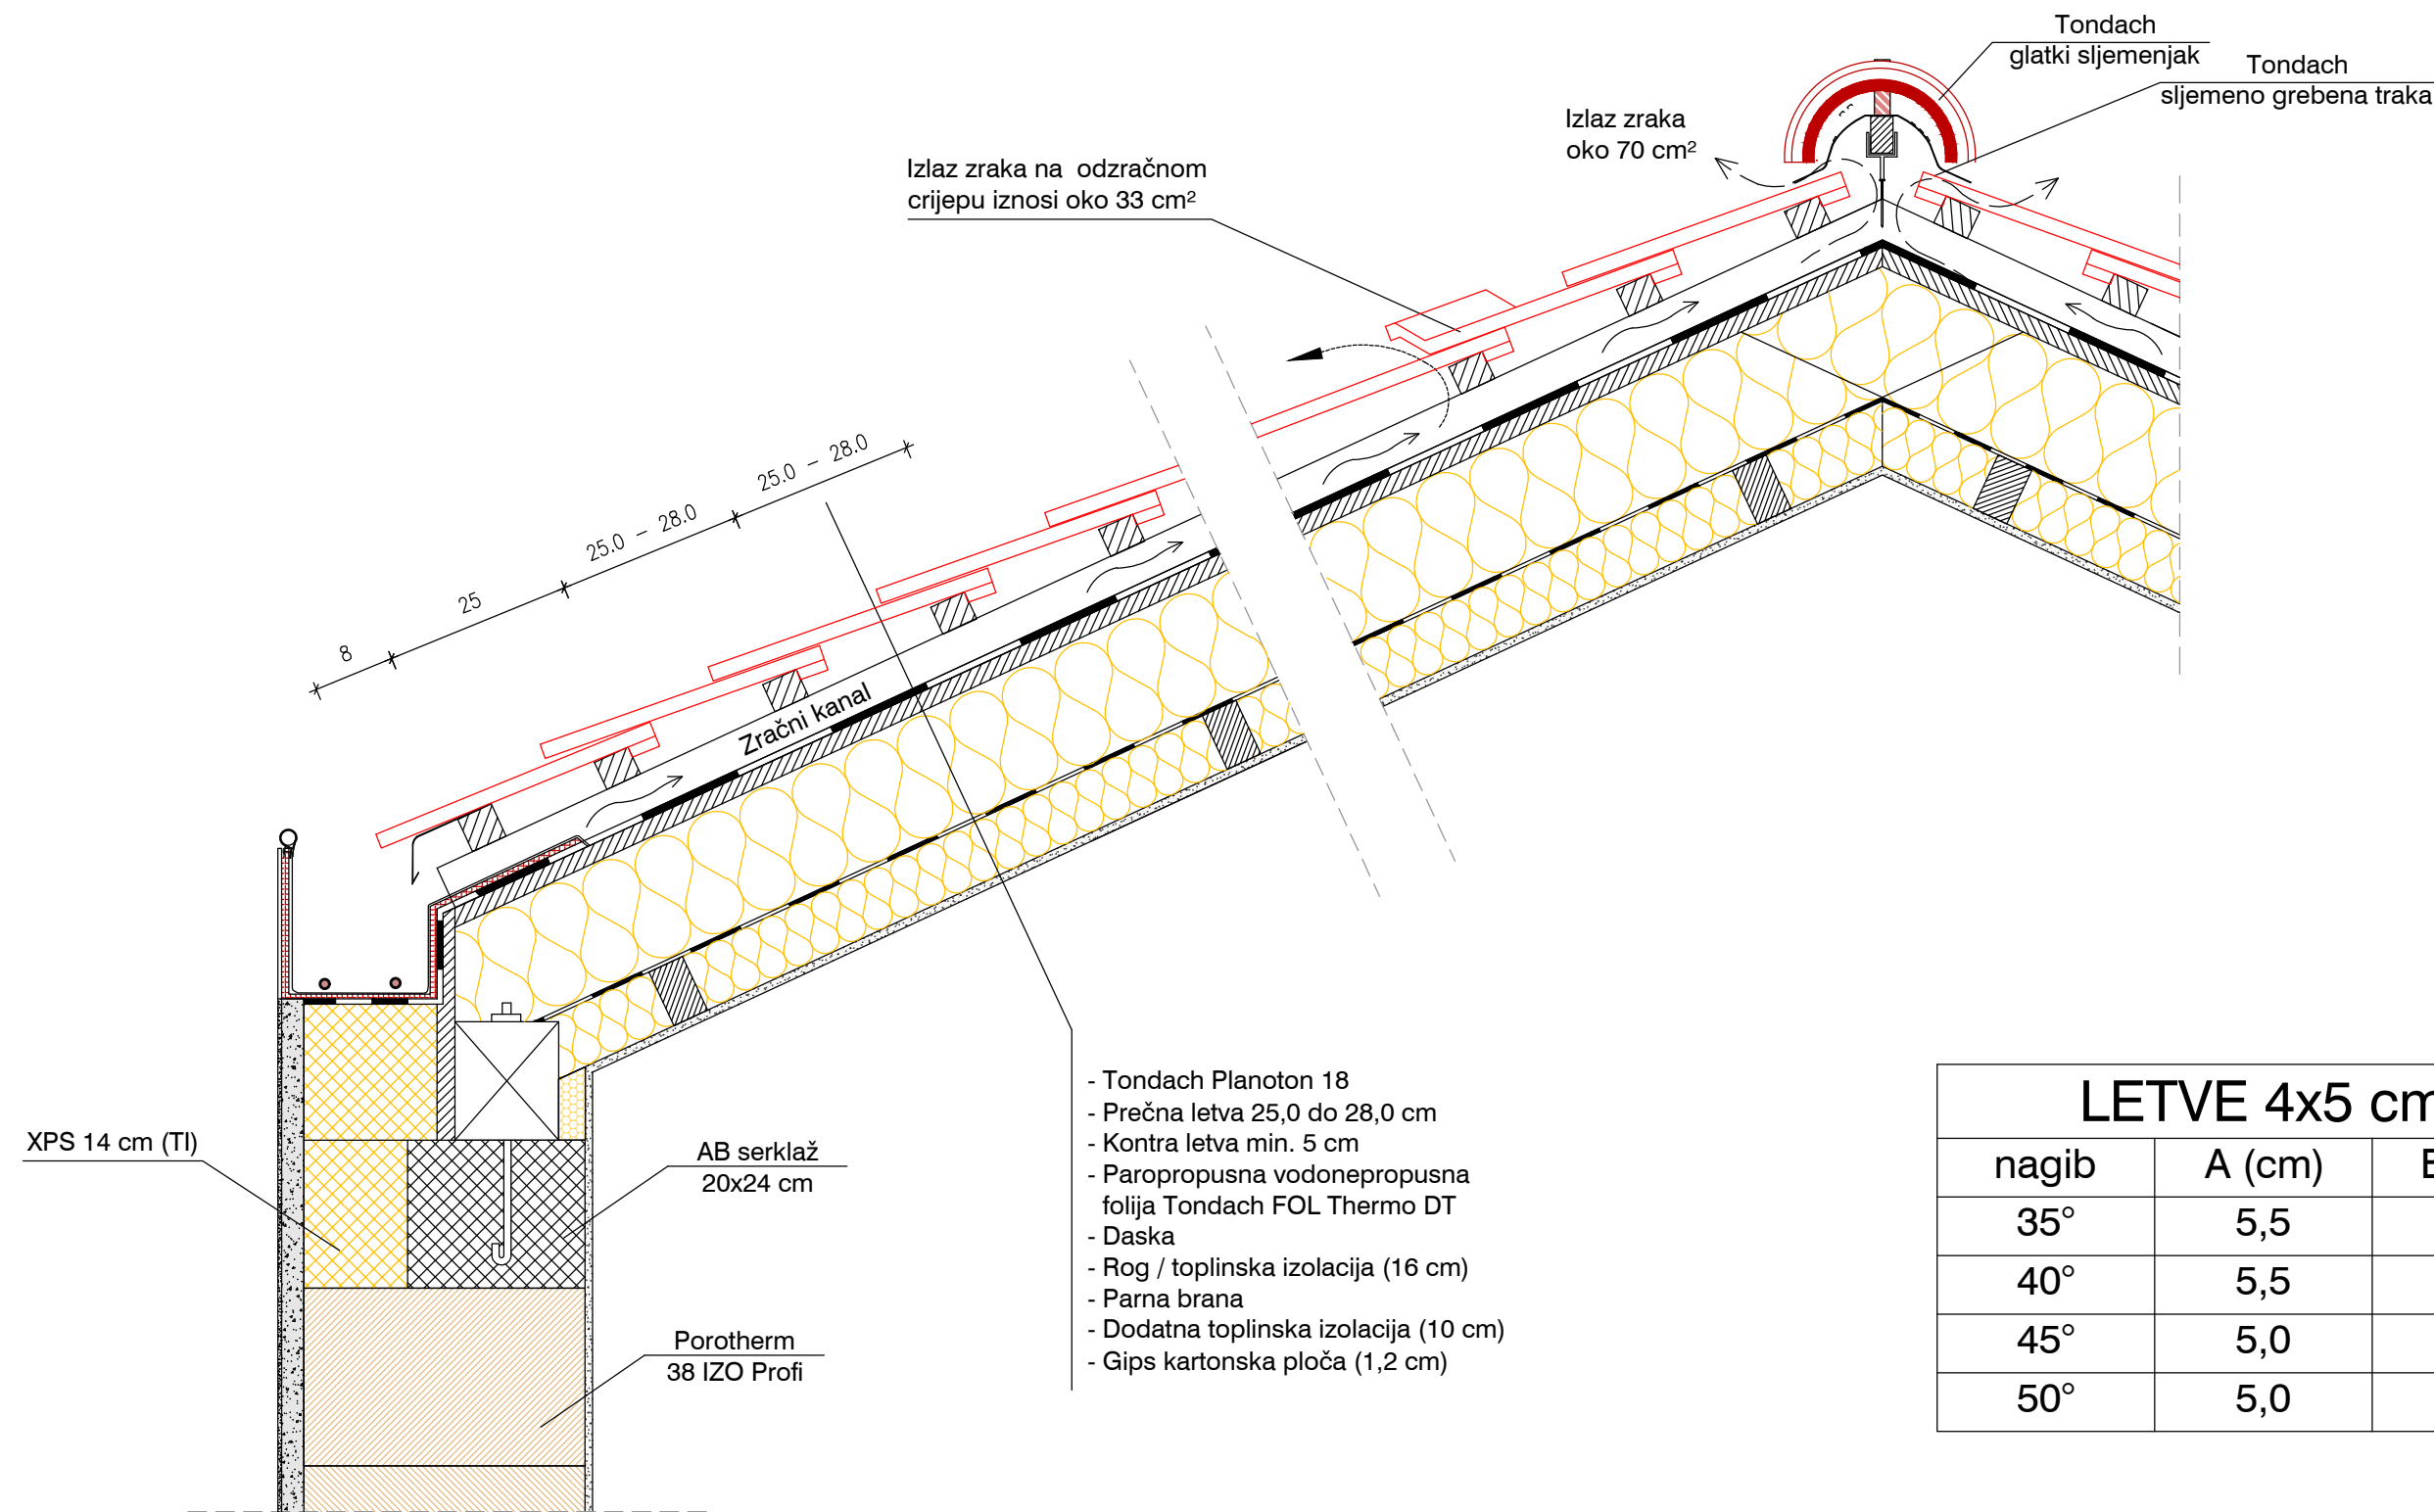 Tondach
glatki sljemenjak
Tondach
sljemeno grebena traka
Izlaz zraka
oko 70 cm²
Izlaz zraka na odzračnom
crijepu iznosi oko 33 cm²
25.0 - 28.0
25.0 - 28.0
25
8
Zračni kanal
- Tondach Planoton 18
- Prečna letva 25,0 do 28,0 cm
- Kontra letva min. 5 cm
- Paropropusna vodonepropusna
folija Tondach FOL Thermo DT
- Daska
- Rog / toplinska izolacija (16 cm)
- Parna brana
- Dodatna toplinska izolacija (10 cm)
- Gips kartonska ploča (1,2 cm)
XPS 14 cm (TI)
AB serklaž
20x24 cm
Porotherm
38 IZO Profi
LETVE 4x5 cm
nagib A (cm)
35° 5,5
40° 5,5
45° 5,0
50° 5,0